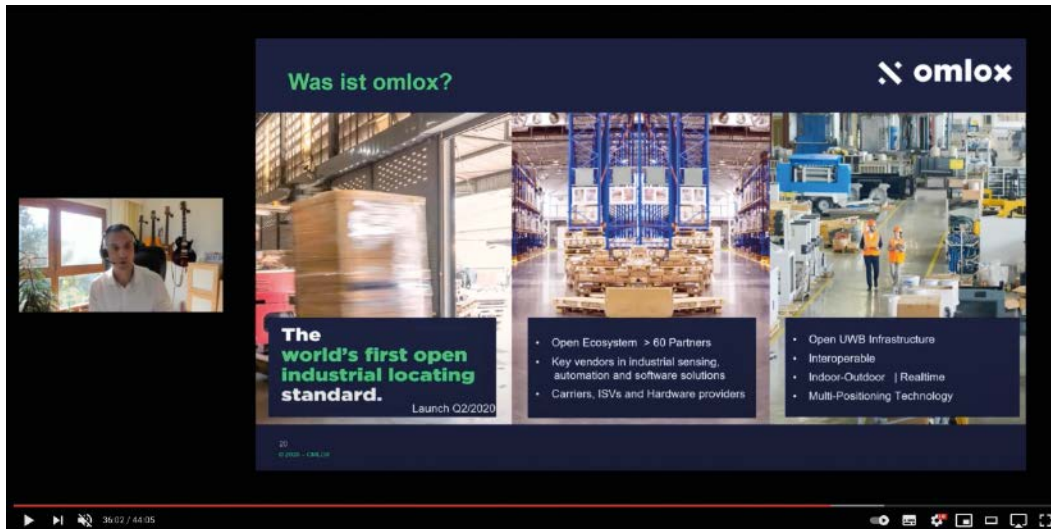 Was ist omlox?
omlox
The
world's first open
industrial locating
standard.
Launch Q2/2020
• Open Ecosystem > 60 Partners
• Key vendors in industrial sensing,
automation and software solutions
• Carriers, ISVs and Hardware providers
• Open UWB Infrastructure
• Interoperable
• Indoor-Outdoor | Realtime
• Multi-Positioning Technology
20
36:02 / 44:05